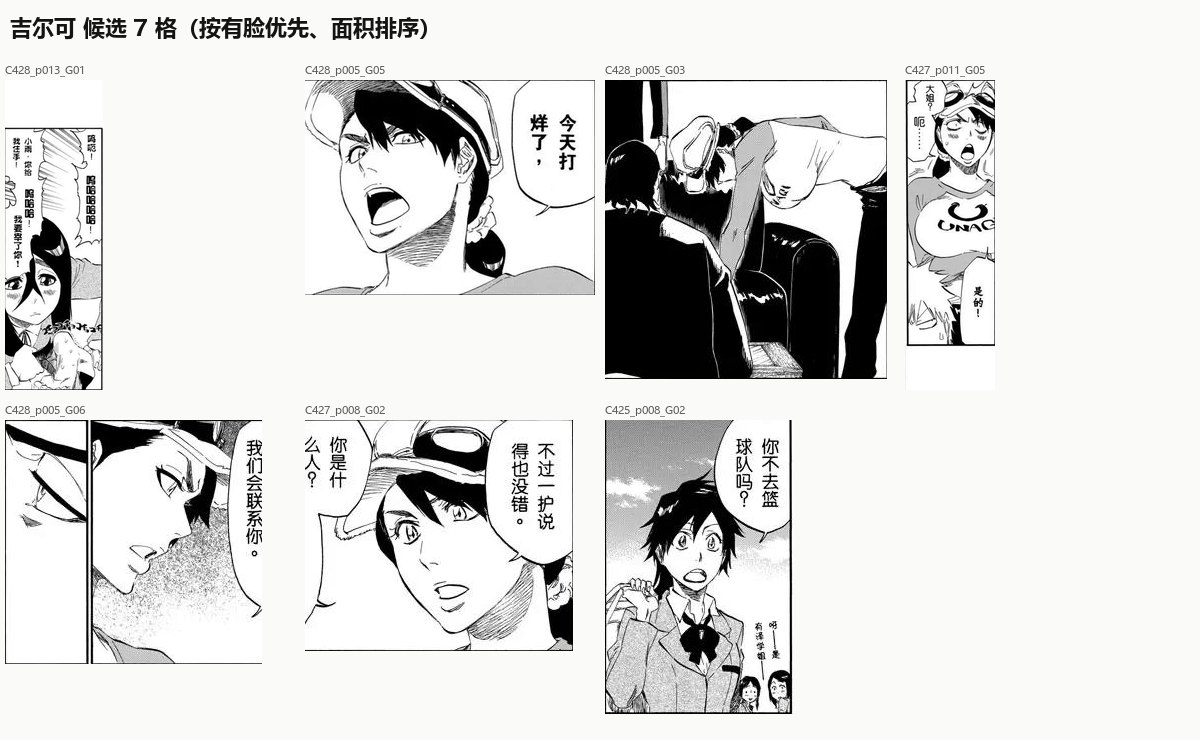 吉尔可 候选 7 格（按有脸优先、面积排序）
C428_p013_G01
呜呃！
呜哈哈哈哈！
小雨，你给
我住手！
呜哈哈！
我要宰了你！
C428_p005_G05
今天打
烊了，
C428_p005_G03
C427_p011_G05
大姐？
呃……
UNAG
是的！
C428_p005_G06
我们会联系你。
C427_p008_G02
不过一护说
得也没错。
你是什
么人？
C425_p008_G02
你不去篮
球队吗？
呀——是
有泽学姐——